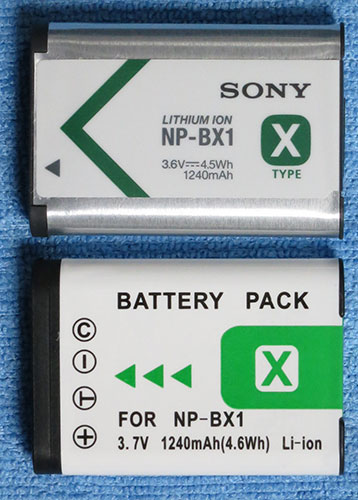 SONY
LITHIUM ION
NP-BX1
3.6V⎓4.5Wh
1240mAh
X
TYPE
BATTERY PACK
C
I
T
+
X
FOR NP-BX1
3.7V 1240mAh(4.6Wh) Li-ion